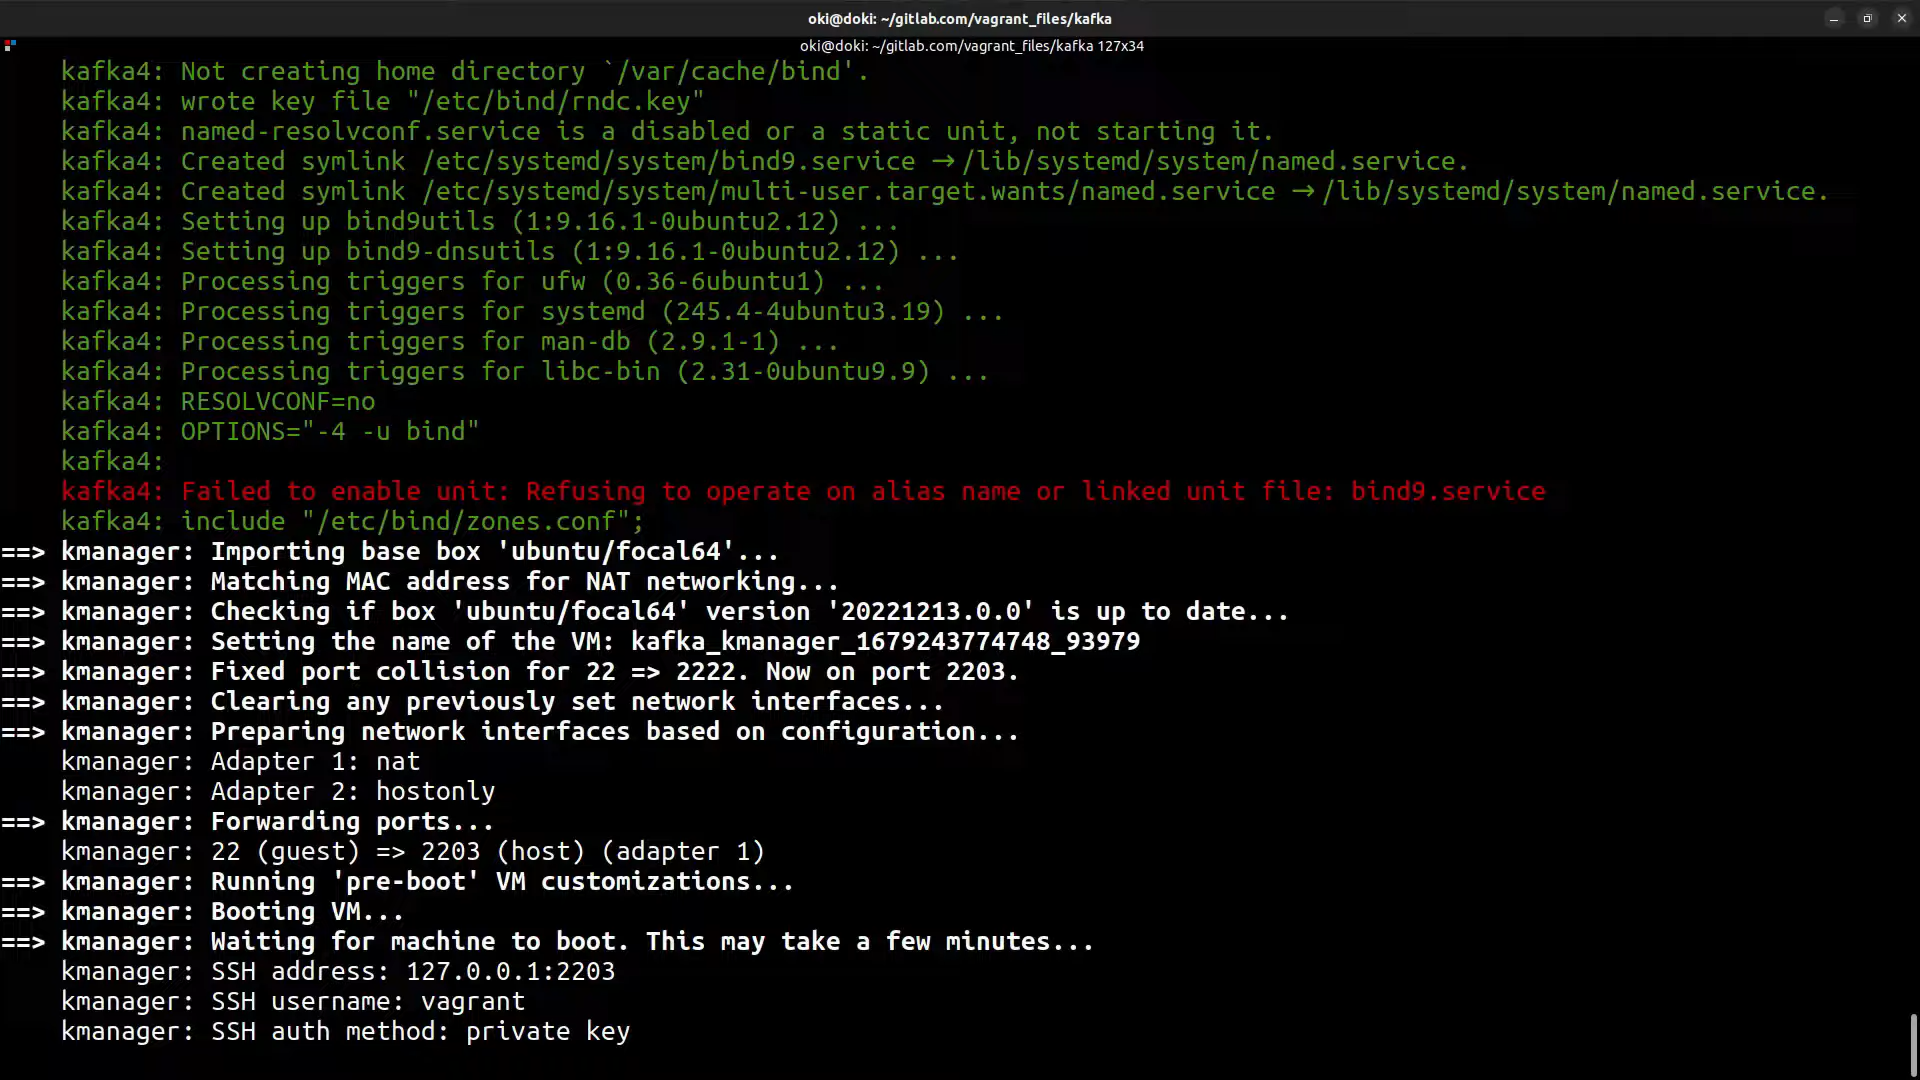 oki@doki: ~/gitlab.com/vagrant_files/kafka
oki@doki: ~/gitlab.com/vagrant_files/kafka 127x34
kafka4: Not creating home directory `/var/cache/bind'.
kafka4: wrote key file "/etc/bind/rndc.key"
kafka4: named-resolvconf.service is a disabled or a static unit, not starting it.
kafka4: Created symlink /etc/systemd/system/bind9.service → /lib/systemd/system/named.service.
kafka4: Created symlink /etc/systemd/system/multi-user.target.wants/named.service → /lib/systemd/system/named.service.
kafka4: Setting up bind9utils (1:9.16.1-0ubuntu2.12) ...
kafka4: Setting up bind9-dnsutils (1:9.16.1-0ubuntu2.12) ...
kafka4: Processing triggers for ufw (0.36-6ubuntu1) ...
kafka4: Processing triggers for systemd (245.4-4ubuntu3.19) ...
kafka4: Processing triggers for man-db (2.9.1-1) ...
kafka4: Processing triggers for libc-bin (2.31-0ubuntu9.9) ...
kafka4: RESOLVCONF=no
kafka4: OPTIONS="-4 -u bind"
kafka4:
kafka4: Failed to enable unit: Refusing to operate on alias name or linked unit file: bind9.service
kafka4: include "/etc/bind/zones.conf";
==> kmanager: Importing base box 'ubuntu/focal64'...
==> kmanager: Matching MAC address for NAT networking...
==> kmanager: Checking if box 'ubuntu/focal64' version '20221213.0.0' is up to date...
==> kmanager: Setting the name of the VM: kafka_kmanager_1679243774748_93979
==> kmanager: Fixed port collision for 22 => 2222. Now on port 2203.
==> kmanager: Clearing any previously set network interfaces...
==> kmanager: Preparing network interfaces based on configuration...
kmanager: Adapter 1: nat
kmanager: Adapter 2: hostonly
==> kmanager: Forwarding ports...
kmanager: 22 (guest) => 2203 (host) (adapter 1)
==> kmanager: Running 'pre-boot' VM customizations...
==> kmanager: Booting VM...
==> kmanager: Waiting for machine to boot. This may take a few minutes...
kmanager: SSH address: 127.0.0.1:2203
kmanager: SSH username: vagrant
kmanager: SSH auth method: private key